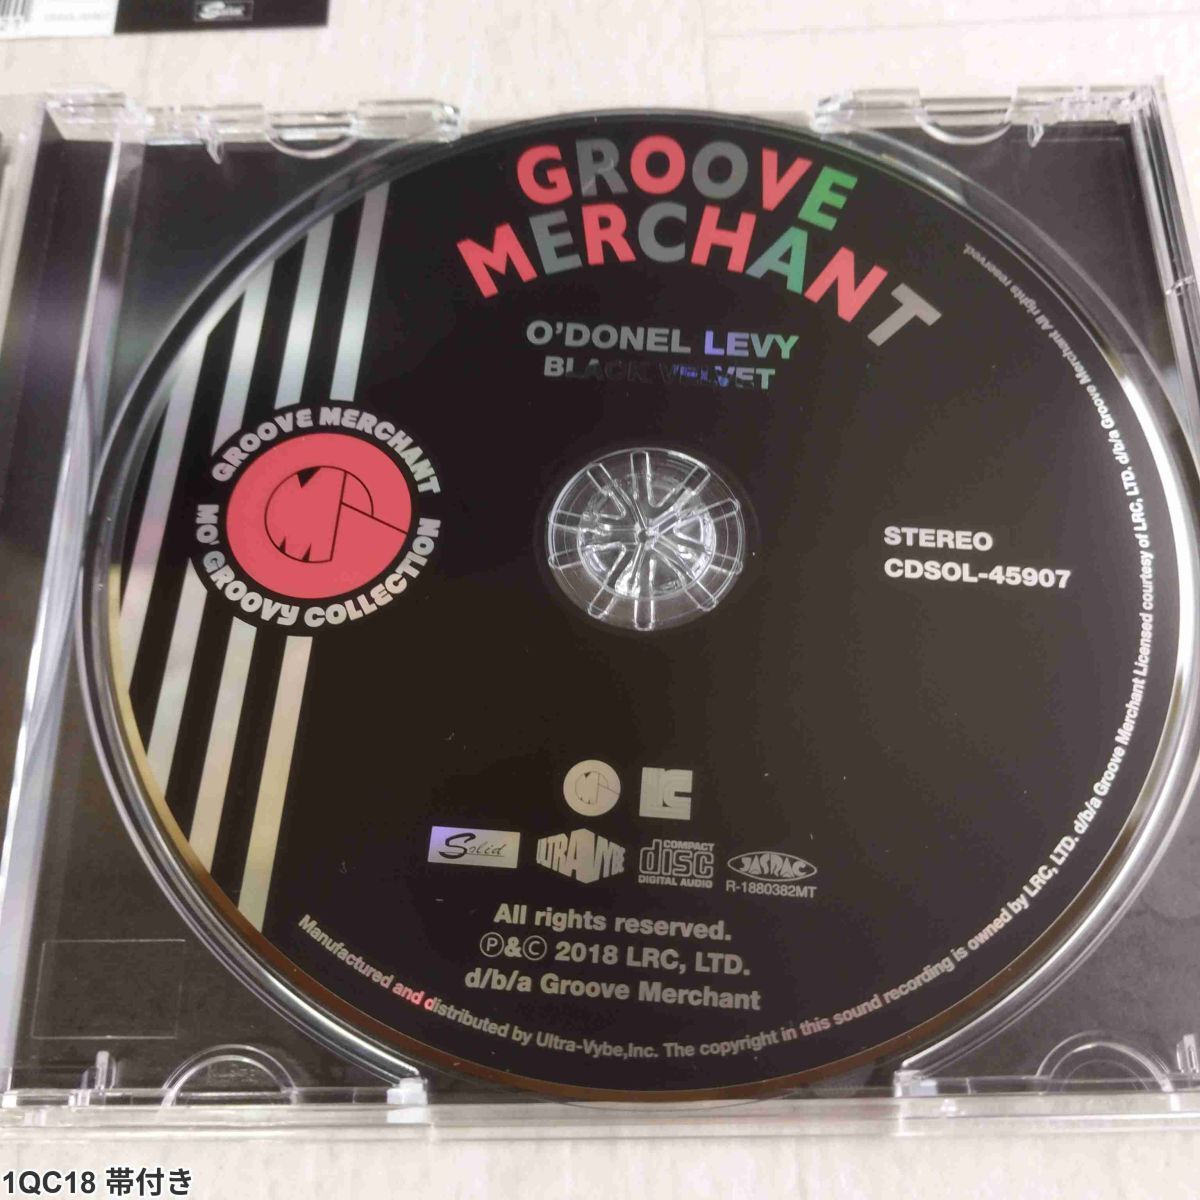 GROOVE
MERCHANT
O'DONEL LEVY
BLACK VELVET
GROOVE MERCHANT
MO' GROOVY COLLECTION
STEREO
CDSOL-45907
Solid
ULTRA-VYBE
COMPACT
disc
DIGITAL AUDIO
JASRAC
R-1880382MT
All rights reserved.
Ⓟ&© 2018 LRC, LTD.
d/b/a Groove Merchant
Manufactured and distributed by Ultra-Vybe,Inc. The copyright in this sound recording is owned by LRC, LTD. d/b/a Groove Merchant Licensed courtesy of LRC, LTD. d/b/a Groove Merchant All rights reserved.
1QC18 帯付き